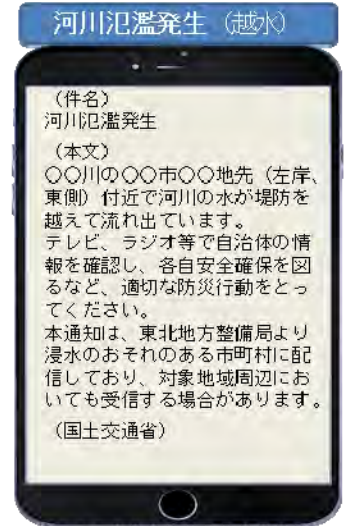 河川氾濫発生（越水）
（件名）
河川氾濫発生
（本文）
〇〇川の〇〇市〇〇地先（左岸、
東側）付近で河川の水が堤防を
越えて流れ出ています。
テレビ、ラジオ等で自治体の情
報を確認し、各自安全確保を図
るなど、適切な防災行動をとっ
てください。
本通知は、東北地方整備局より
浸水のおそれのある市町村に配
信しており、対象地域周辺にお
いても受信する場合があります。
（国土交通省）